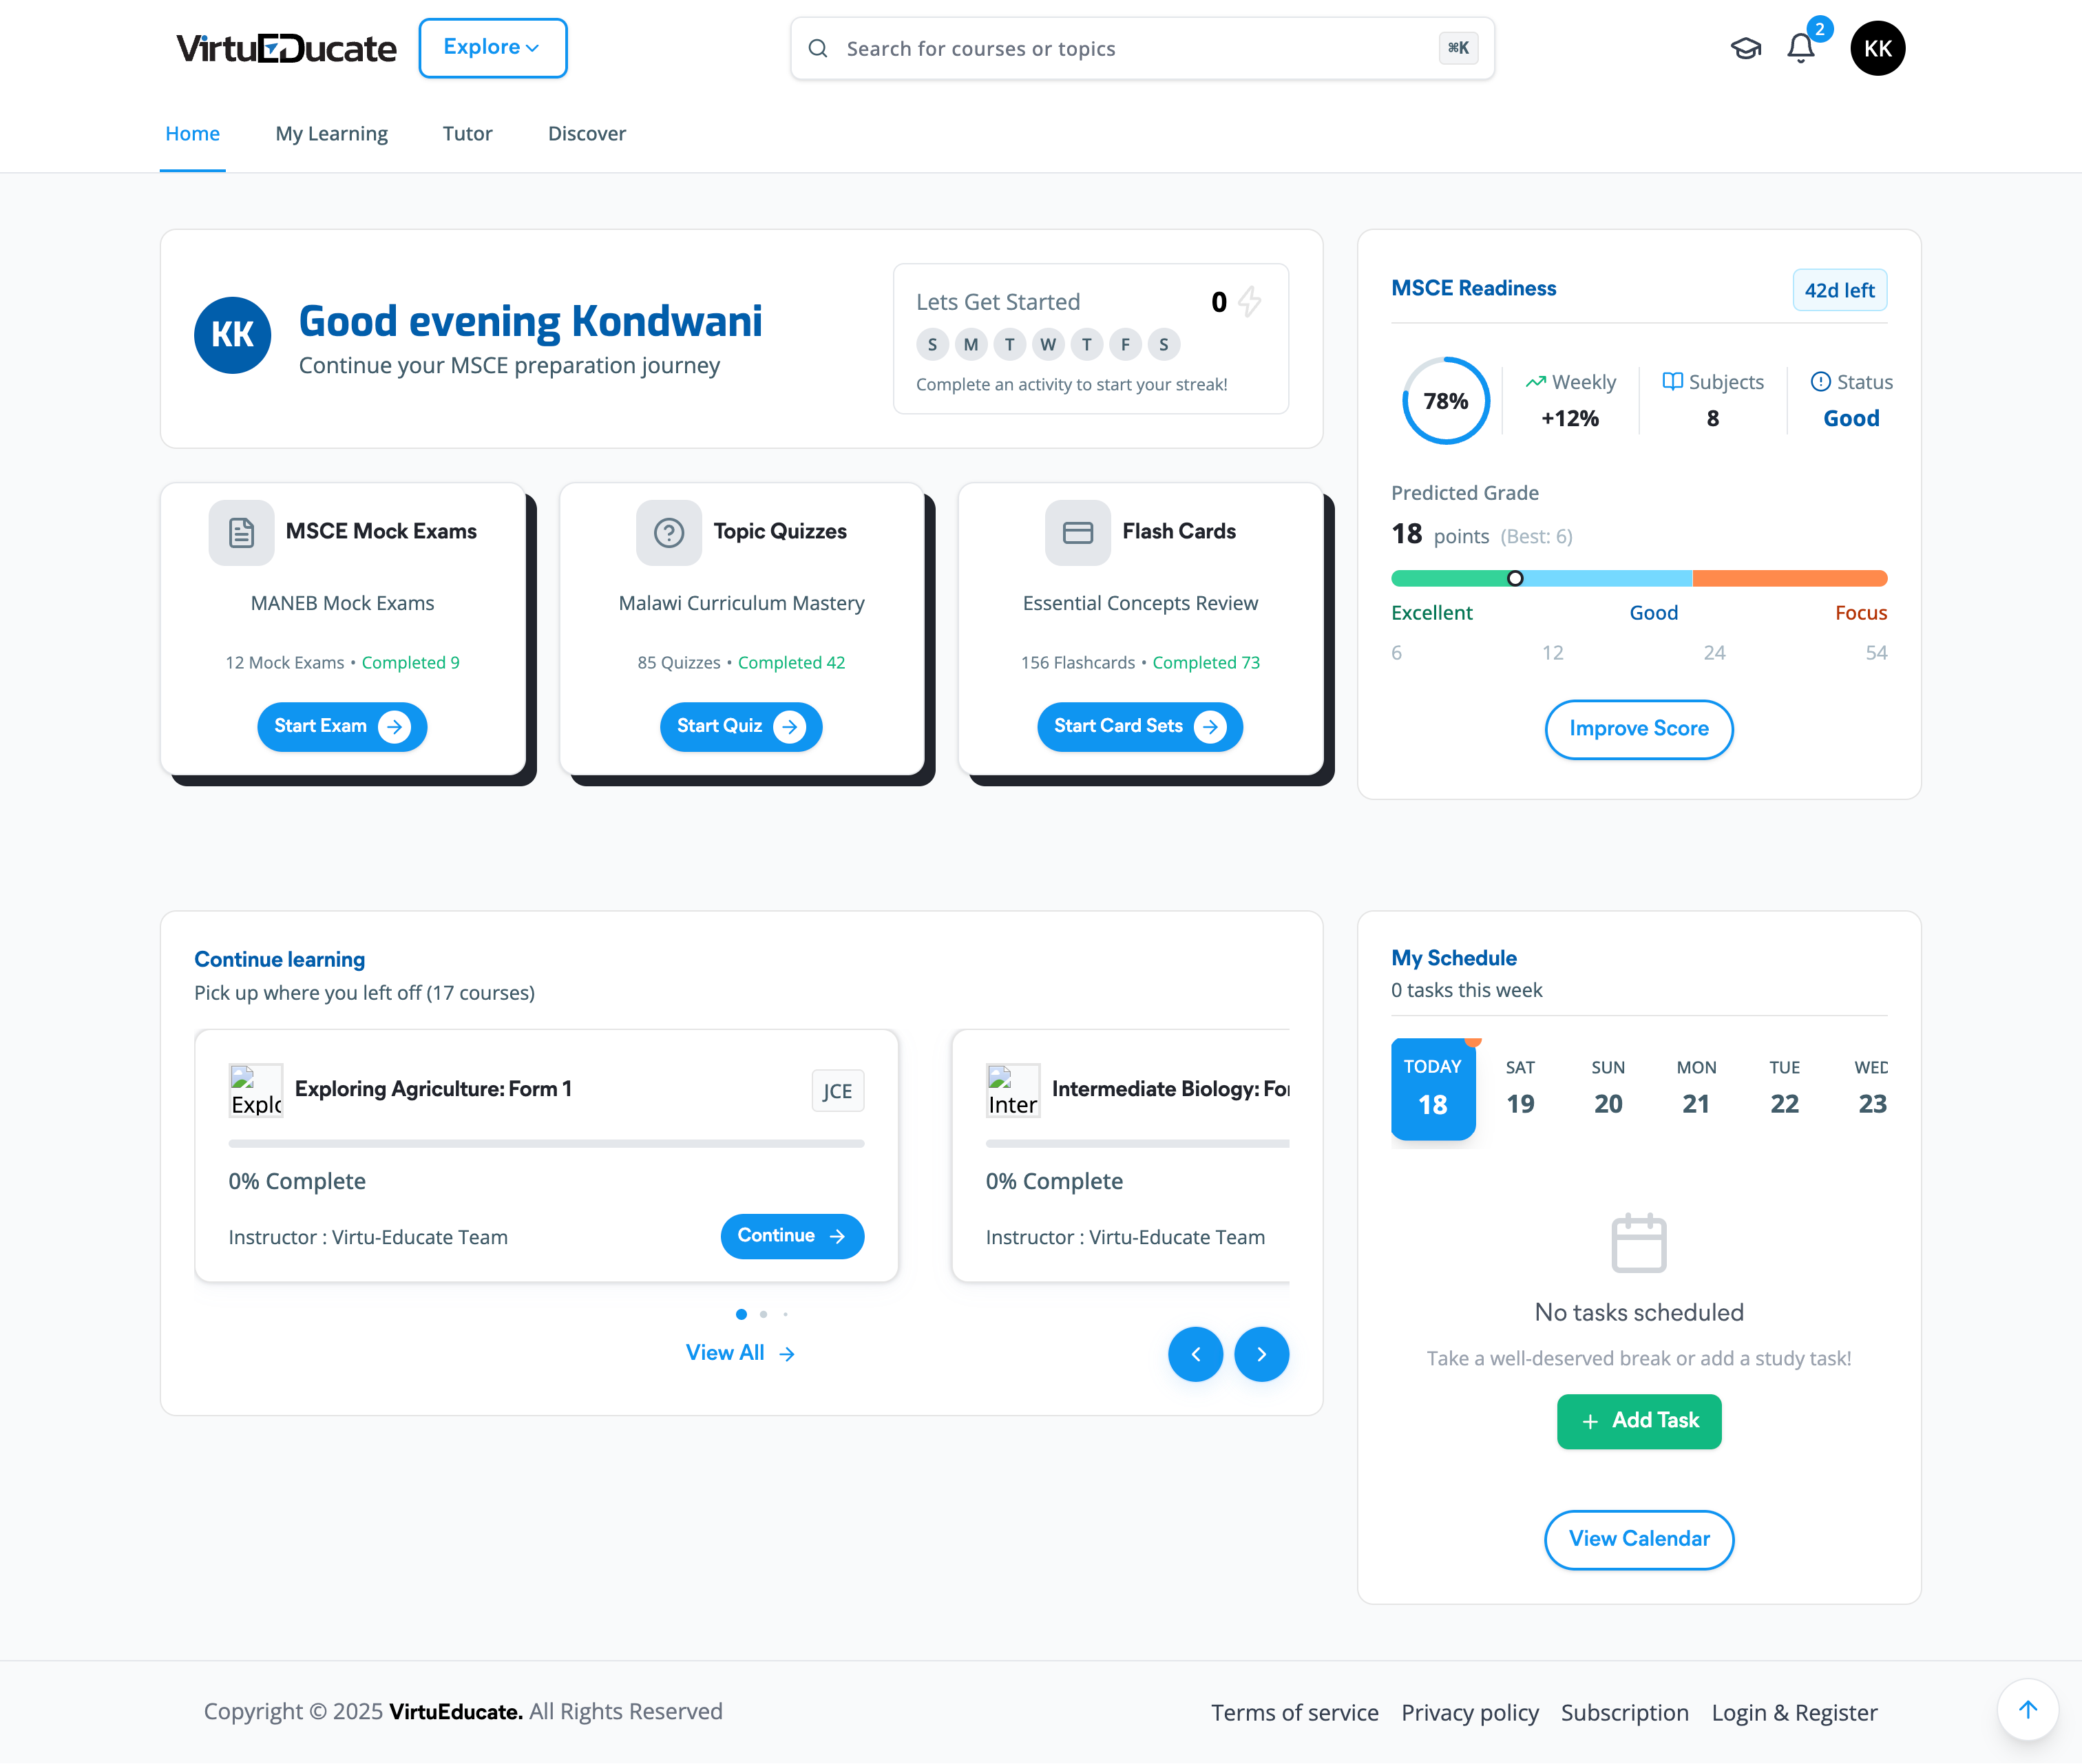 VirtuEDucate
Explore
Search for courses or topics
⌘K
2
KK
Home
My Learning
Tutor
Discover
KK
Good evening Kondwani
Continue your MSCE preparation journey
Lets Get Started
0
S M T W T F S
Complete an activity to start your streak!
MSCE Readiness
42d left
78%
Weekly
+12%
Subjects
8
Status
Good
Predicted Grade
18 points (Best: 6)
Excellent Good Focus
6 12 24 54
Improve Score
MSCE Mock Exams
MANEB Mock Exams
12 Mock Exams • Completed 9
Start Exam
Topic Quizzes
Malawi Curriculum Mastery
85 Quizzes • Completed 42
Start Quiz
Flash Cards
Essential Concepts Review
156 Flashcards • Completed 73
Start Card Sets
Continue learning
Pick up where you left off (17 courses)
Explo
Exploring Agriculture: Form 1
JCE
0% Complete
Instructor : Virtu-Educate Team
Continue
Inter
Intermediate Biology: For
0% Complete
Instructor : Virtu-Educate Team
View All
My Schedule
0 tasks this week
TODAY SAT SUN MON TUE WED
18 19 20 21 22 23
No tasks scheduled
Take a well-deserved break or add a study task!
+ Add Task
View Calendar
Copyright © 2025 VirtuEducate. All Rights Reserved
Terms of service Privacy policy Subscription Login & Register